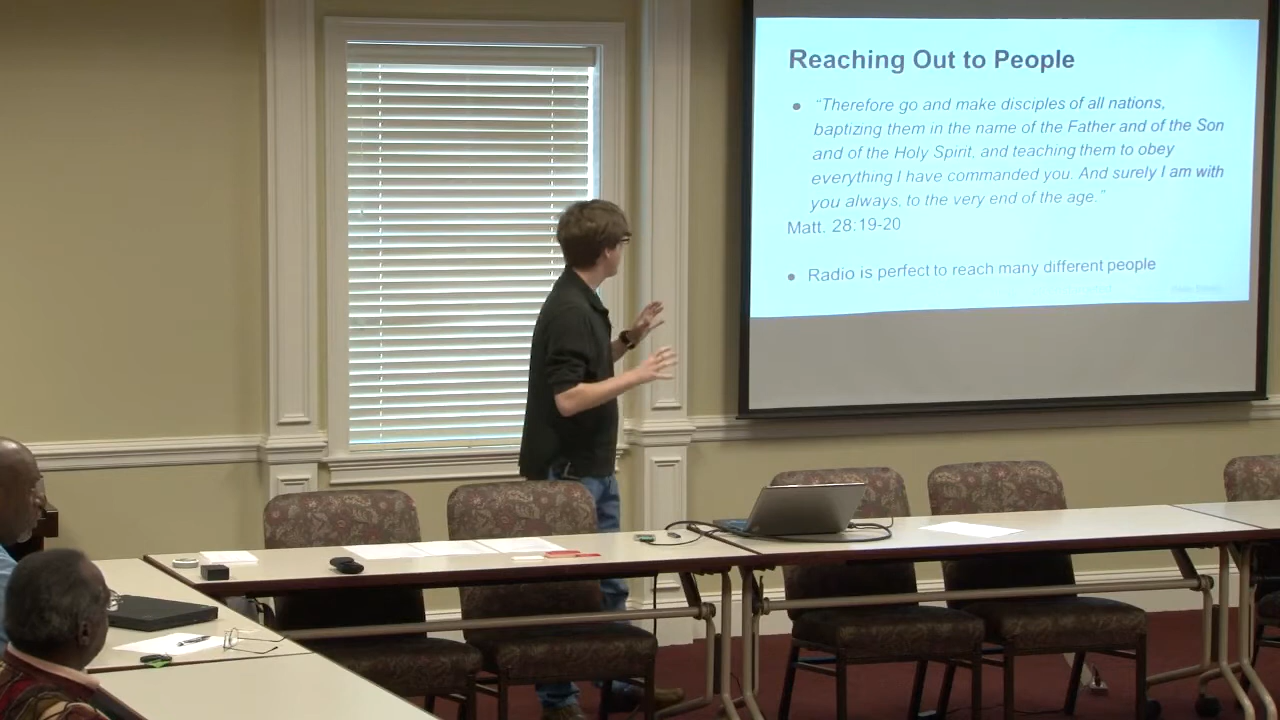 Reaching Out to People
• “Therefore go and make disciples of all nations,
baptizing them in the name of the Father and of the Son
and of the Holy Spirit, and teaching them to obey
everything I have commanded you. And surely I am with
you always, to the very end of the age.”
Matt. 28:19-20
• Radio is perfect to reach many different people